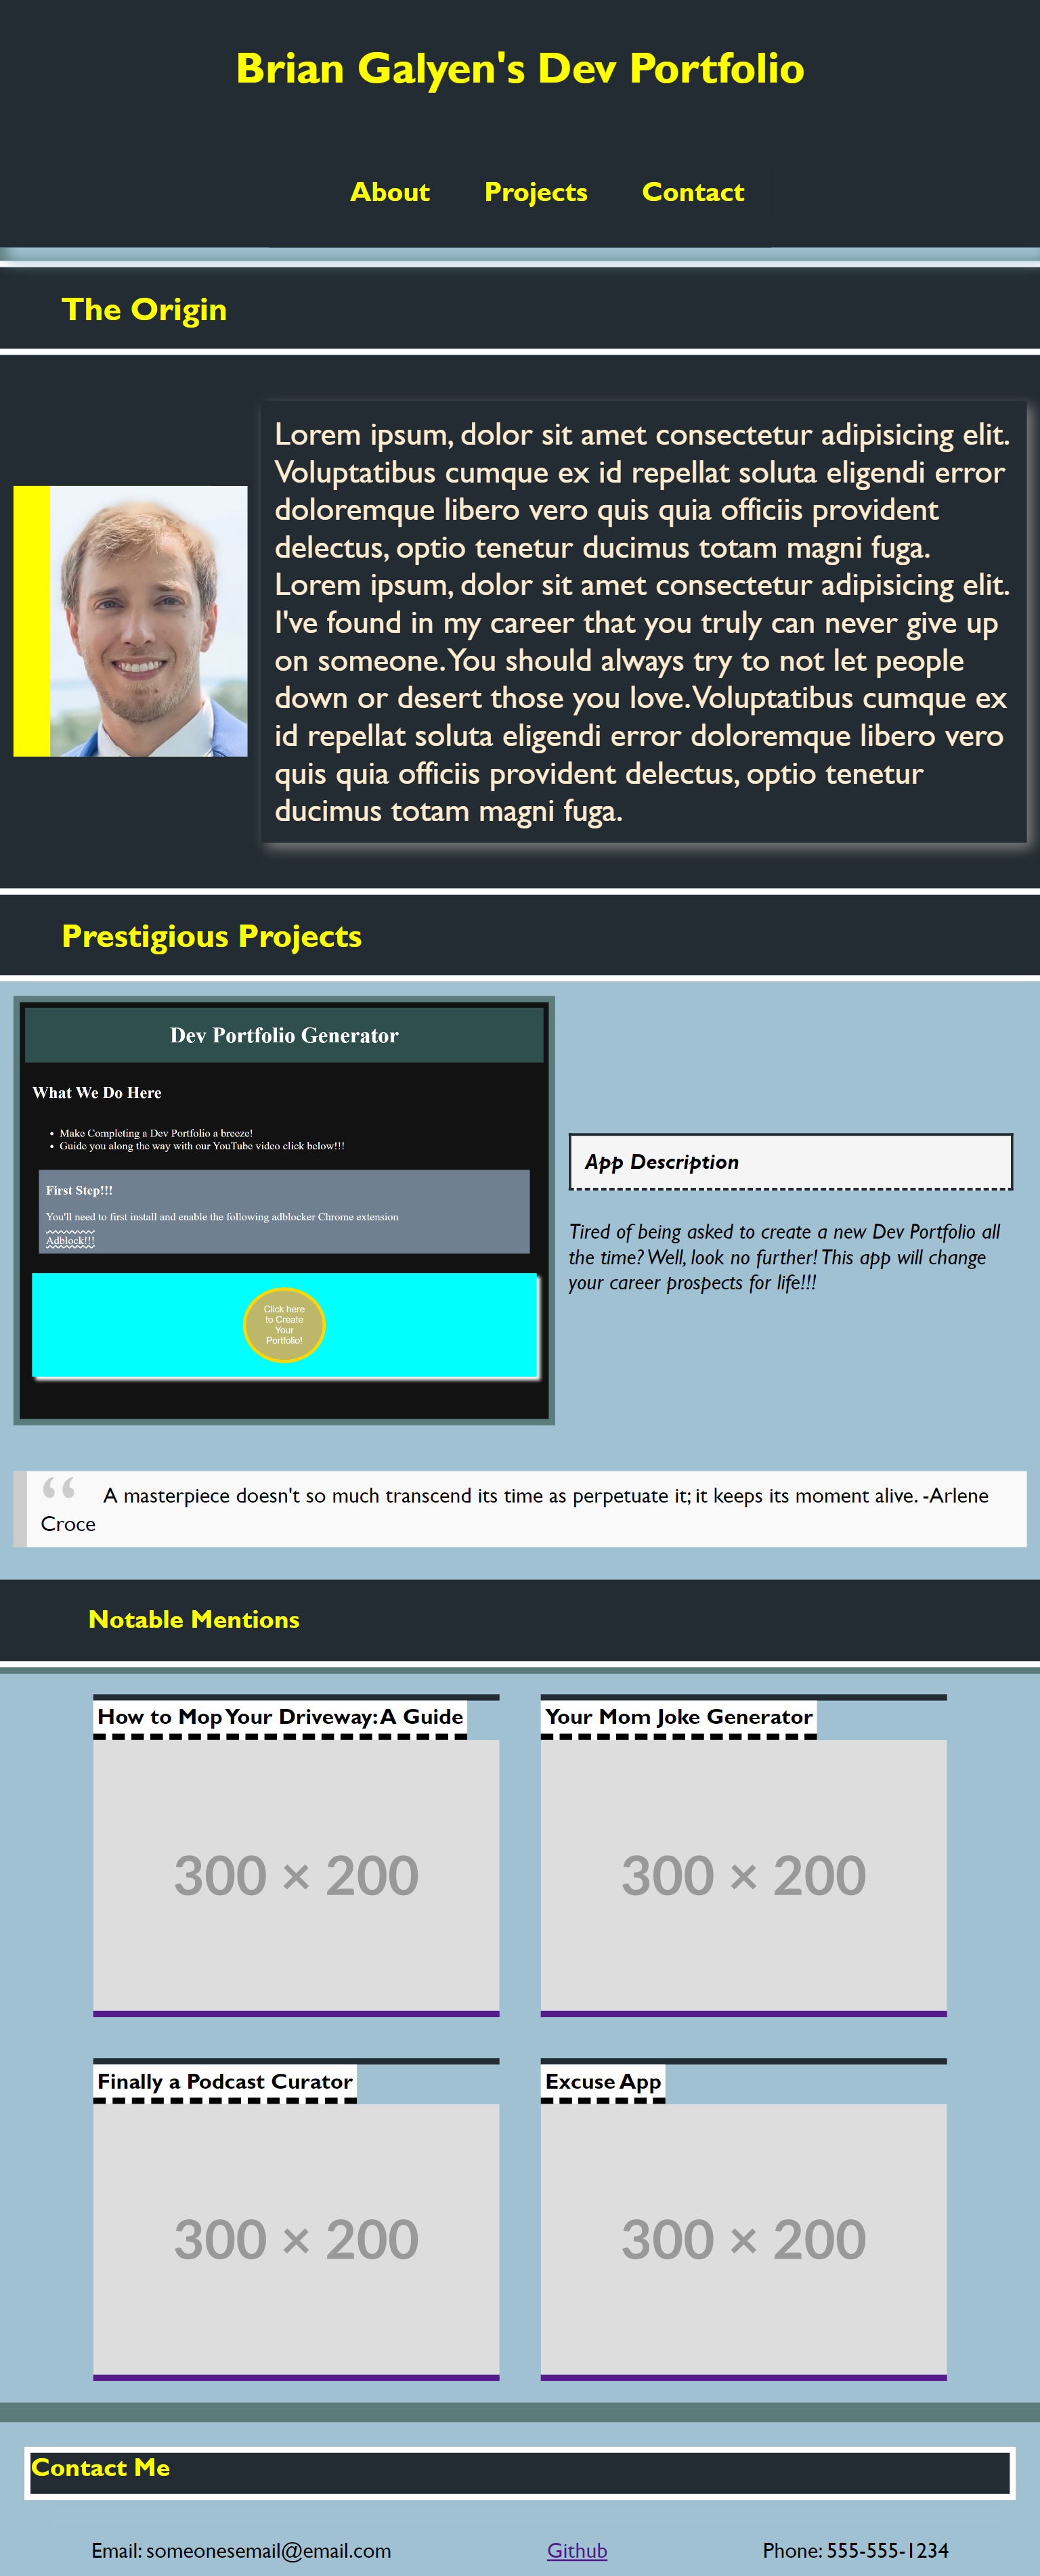 Brian Galyen's Dev Portfolio
About Projects Contact
The Origin
Lorem ipsum, dolor sit amet consectetur adipisicing elit.
Voluptatibus cumque ex id repellat soluta eligendi error
doloremque libero vero quis quia officiis provident
delectus, optio tenetur ducimus totam magni fuga.
Lorem ipsum, dolor sit amet consectetur adipisicing elit.
I've found in my career that you truly can never give up
on someone. You should always try to not let people
down or desert those you love. Voluptatibus cumque ex
id repellat soluta eligendi error doloremque libero vero
quis quia officiis provident delectus, optio tenetur
ducimus totam magni fuga.
Prestigious Projects
Dev Portfolio Generator
What We Do Here
• Make Completing a Dev Portfolio a breeze!
• Guide you along the way with our YouTube video click below!!!
First Step!!!
You'll need to first install and enable the following adblocker Chrome extension
Adblock!!!
Click here
to Create
Your
Portfolio!
App Description
Tired of being asked to create a new Dev Portfolio all
the time? Well, look no further! This app will change
your career prospects for life!!!
“ A masterpiece doesn't so much transcend its time as perpetuate it; it keeps its moment alive. -Arlene
Croce
Notable Mentions
How to Mop Your Driveway: A Guide
300 × 200
Your Mom Joke Generator
300 × 200
Finally a Podcast Curator
300 × 200
Excuse App
300 × 200
Contact Me
Email: someonesemail@email.com Github Phone: 555-555-1234